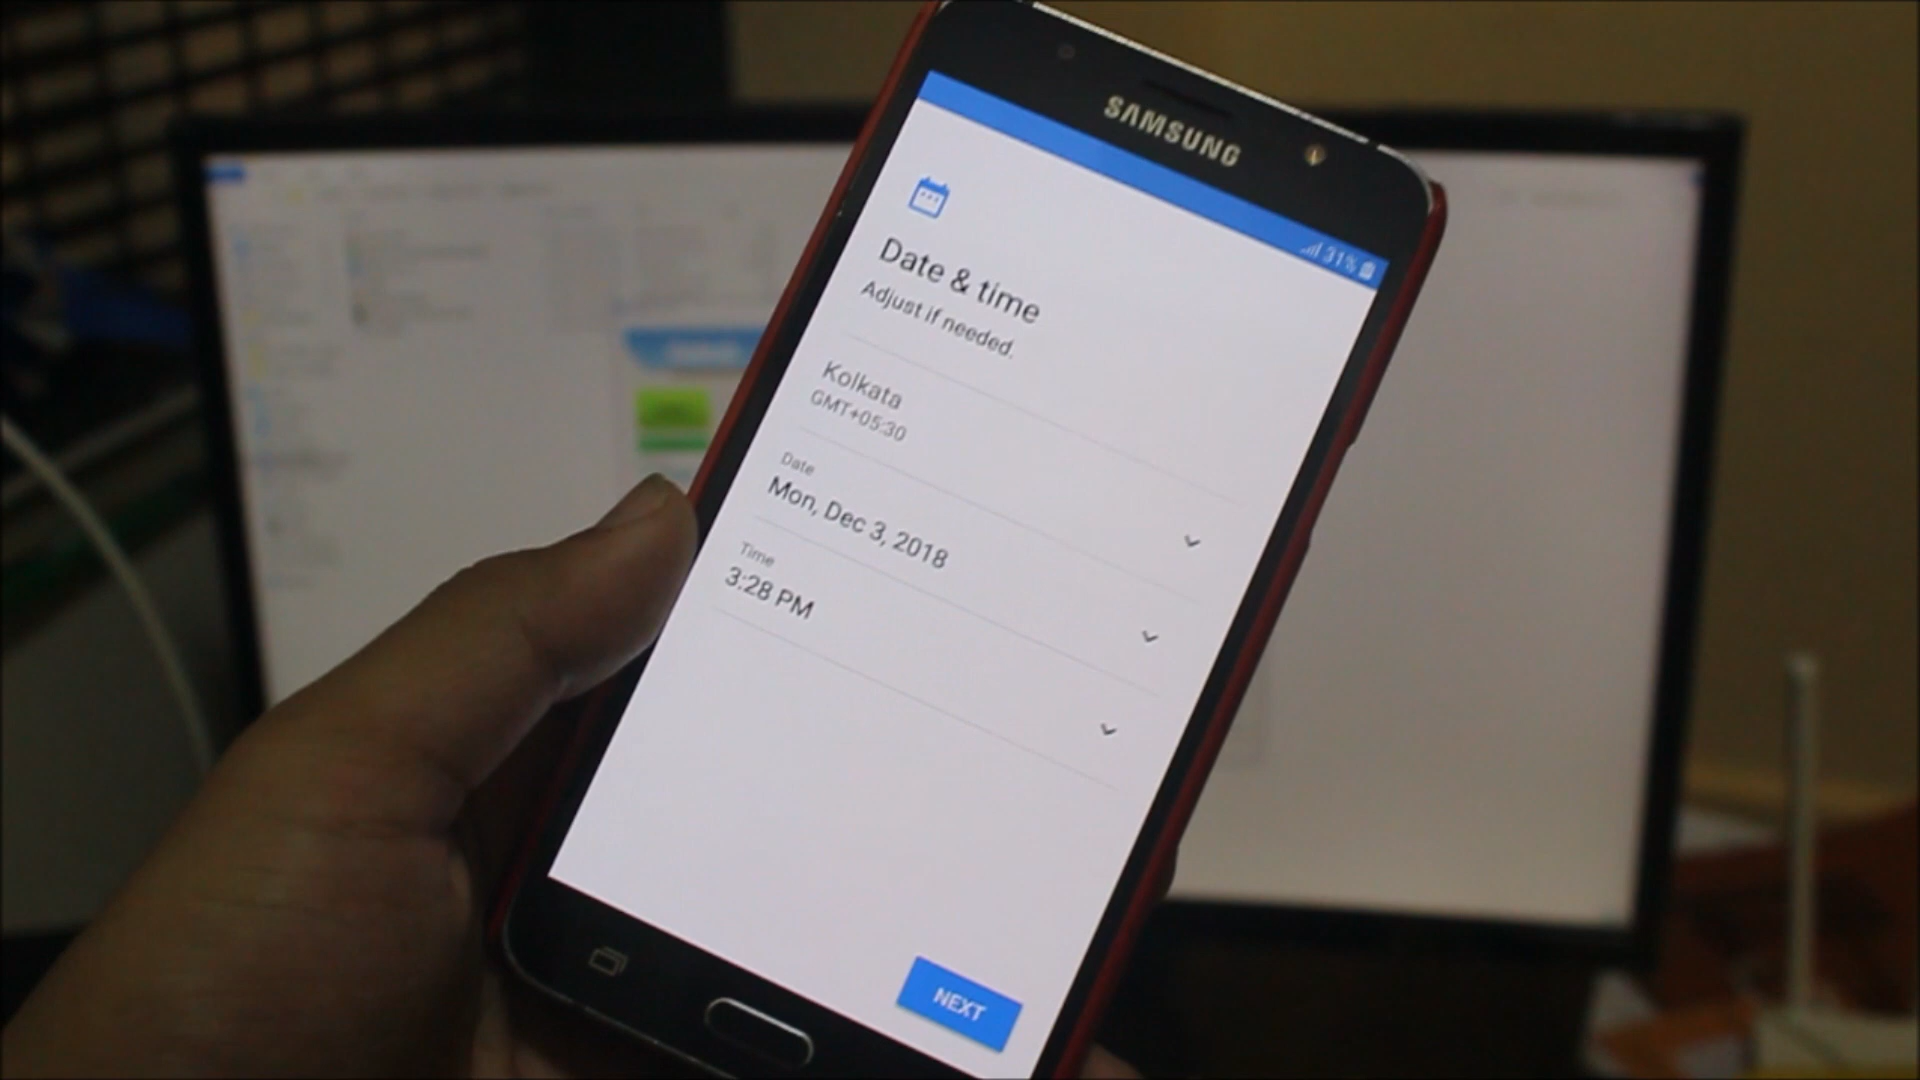 SAMSUNG
31%
Date & time
Adjust if needed.
Kolkata
GMT+05:30
Date
Mon, Dec 3, 2018
Time
3:28 PM
NEXT